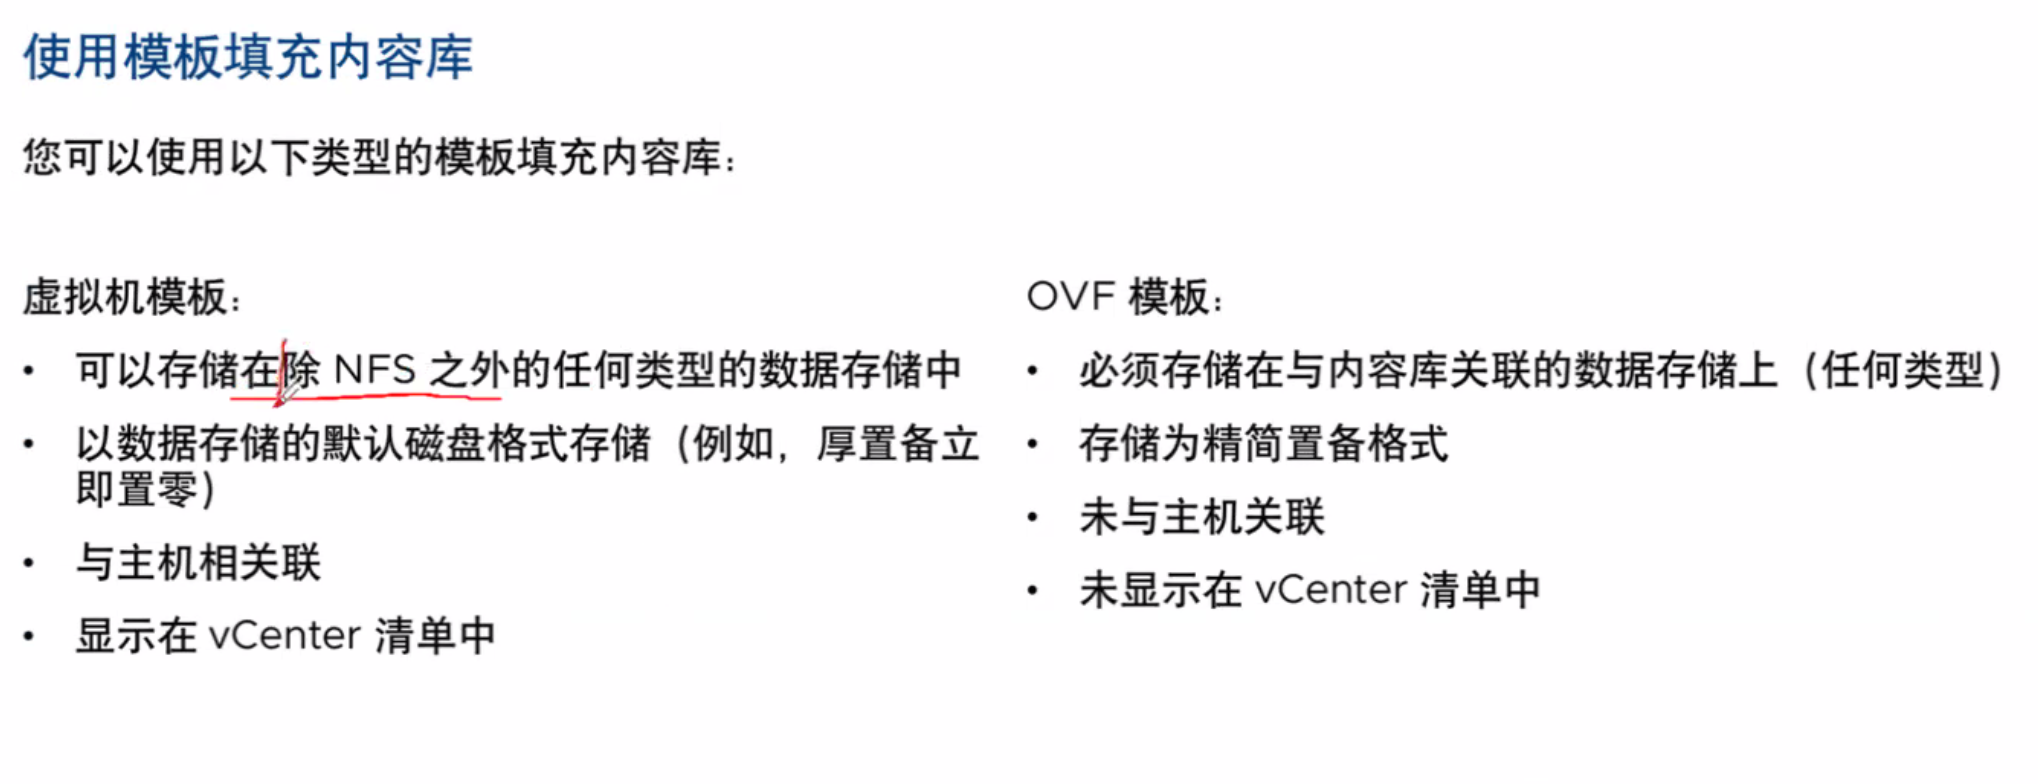 使用模板填充内容库
您可以使用以下类型的模板填充内容库：
虚拟机模板：
• 可以存储在除 NFS 之外的任何类型的数据存储中
• 以数据存储的默认磁盘格式存储（例如，厚置备立
即置零）
• 与主机相关联
• 显示在 vCenter 清单中
OVF 模板：
• 必须存储在与内容库关联的数据存储上（任何类型）
• 存储为精简置备格式
• 未与主机关联
• 未显示在 vCenter 清单中